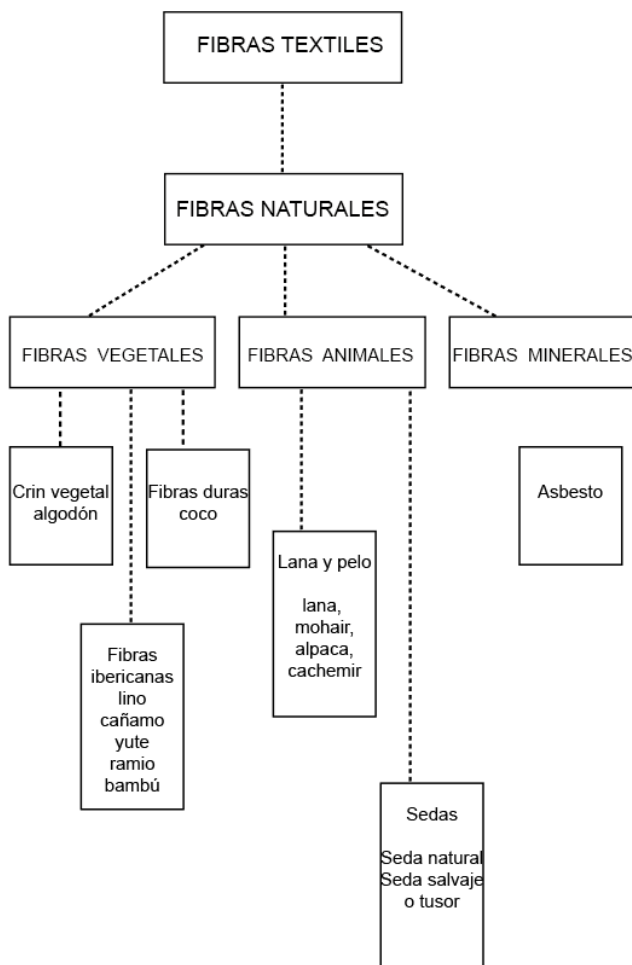 FIBRAS TEXTILES
FIBRAS NATURALES
FIBRAS VEGETALES
FIBRAS ANIMALES
FIBRAS MINERALES
Crin vegetal
algodón
Fibras duras
coco
Asbesto
Lana y pelo
lana,
mohair,
alpaca,
cachemir
Fibras
ibericanas
lino
cañamo
yute
ramio
bambú
Sedas
Seda natural
Seda salvaje
o tusor